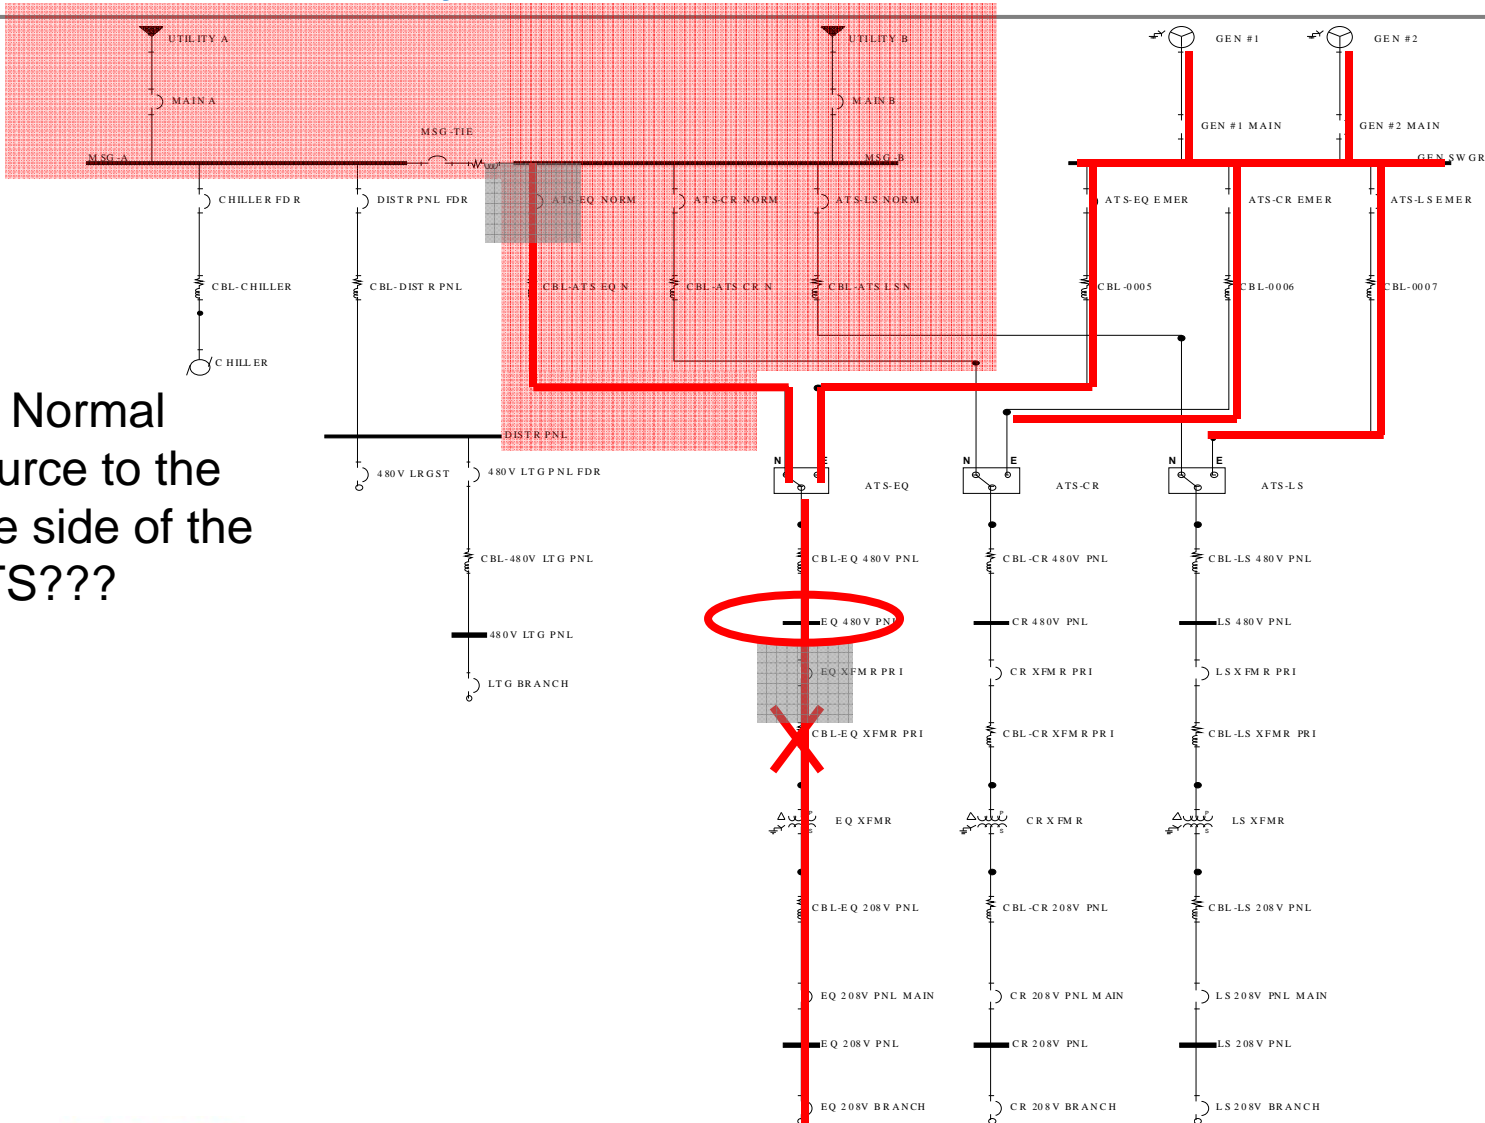 UTILITY A
UTILITY B
GEN #1
GEN #2
MAIN A
MAIN B
GEN #1 MAIN
GEN #2 MAIN
MSG-TIE
MSG-A
MSG-B
GEN SWGR
CHILLER FDR
DISTR PNL FDR
ATS-EQ NORM
ATS-CR NORM
ATS-LS NORM
ATS-EQ EMER
ATS-CR EMER
ATS-LS EMER
CBL-CHILLER
CBL-DISTR PNL
CBL-ATS EQ N
CBL-ATS CR N
CBL-ATS LS N
CBL-0005
CBL-0006
CBL-0007
CHILLER
Normal
urce to the
e side of the
TS???
DISTR PNL
480V LRGST
480V LTG PNL FDR
N E
N E
N E
ATS-EQ
ATS-CR
ATS-LS
CBL-480V LTG PNL
CBL-EQ 480V PNL
CBL-CR 480V PNL
CBL-LS 480V PNL
480V LTG PNL
EQ 480V PNL
CR 480V PNL
LS 480V PNL
LTG BRANCH
EQ XFMR PRI
CR XFMR PRI
LS XFMR PRI
CBL-EQ XFMR PRI
CBL-CR XFMR PRI
CBL-LS XFMR PRI
P
S
EQ XFMR
P
S
CR XFMR
P
S
LS XFMR
CBL-EQ 208V PNL
CBL-CR 208V PNL
CBL-LS 208V PNL
EQ 208V PNL MAIN
CR 208V PNL MAIN
LS 208V PNL MAIN
EQ 208V PNL
CR 208V PNL
LS 208V PNL
EQ 208V BRANCH
CR 208V BRANCH
LS 208V BRANCH